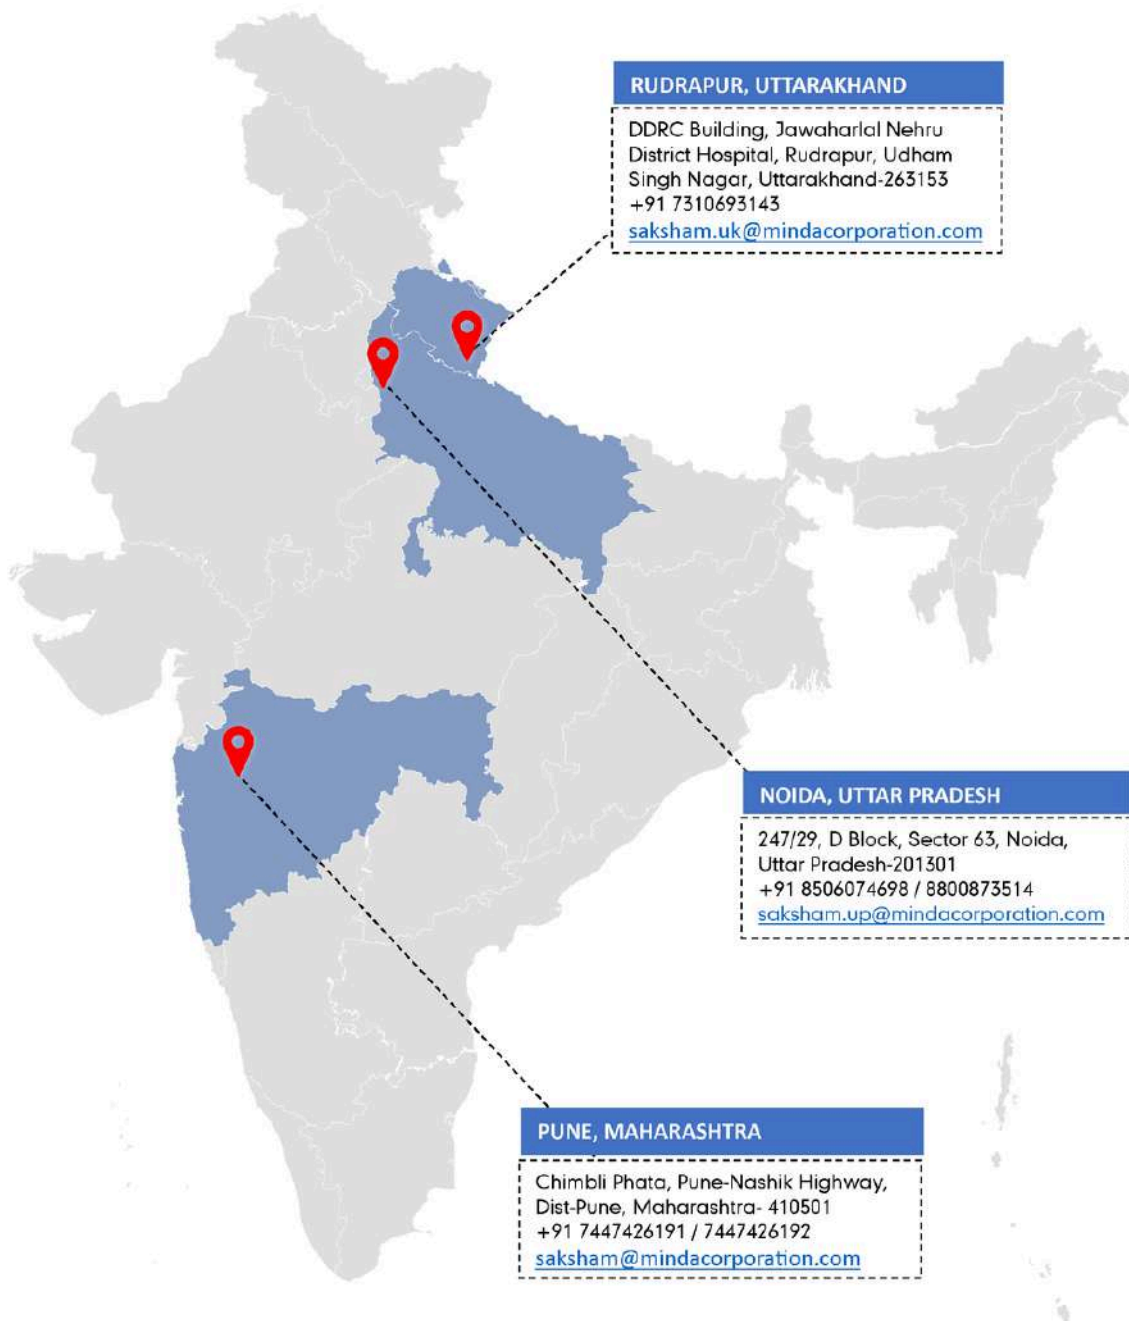 RUDRAPUR, UTTARAKHAND
DDRC Building, Jawaharlal Nehru
District Hospital, Rudrapur, Udham
Singh Nagar, Uttarakhand-263153
+91 7310693143
saksham.uk@mindacorporation.com
NOIDA, UTTAR PRADESH
247/29, D Block, Sector 63, Noida,
Uttar Pradesh-201301
+91 8506074698 / 8800873514
saksham.up@mindacorporation.com
PUNE, MAHARASHTRA
Chimbli Phata, Pune-Nashik Highway,
Dist-Pune, Maharashtra- 410501
+91 7447426191 / 7447426192
saksham@mindacorporation.com